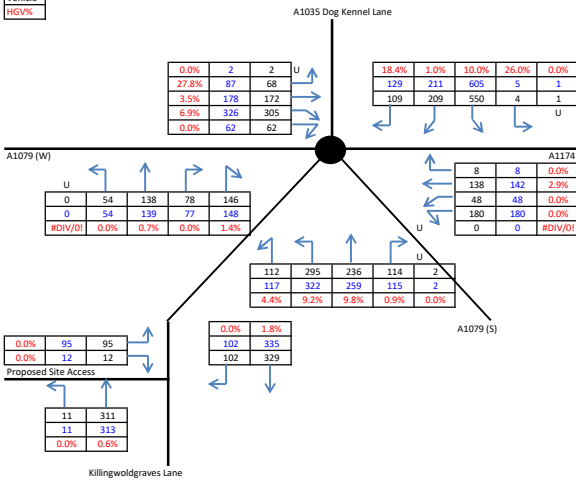 HGV%
A1035 Dog Kennel Lane
0.0% 2 2 U
27.8% 87 68
3.5% 178 172
6.9% 326 305
0.0% 62 62
18.4% 1.0% 10.0% 26.0% 0.0%
129 211 605 5 1
109 209 550 4 1
U
A1079 (W)
A1174
U
0 54 138 78 146
0 54 139 77 148
#DIV/0! 0.0% 0.7% 0.0% 1.4%
8 8 0.0%
138 142 2.9%
48 48 0.0%
180 180 0.0%
0 0 #DIV/0!
U
U
112 295 236 114 2
117 322 259 115 2
4.4% 9.2% 9.8% 0.9% 0.0%
A1079 (S)
0.0% 95 95
0.0% 12 12
Proposed Site Access
0.0% 1.8%
102 335
102 329
11 311
11 313
0.0% 0.6%
Killingwoldgraves Lane